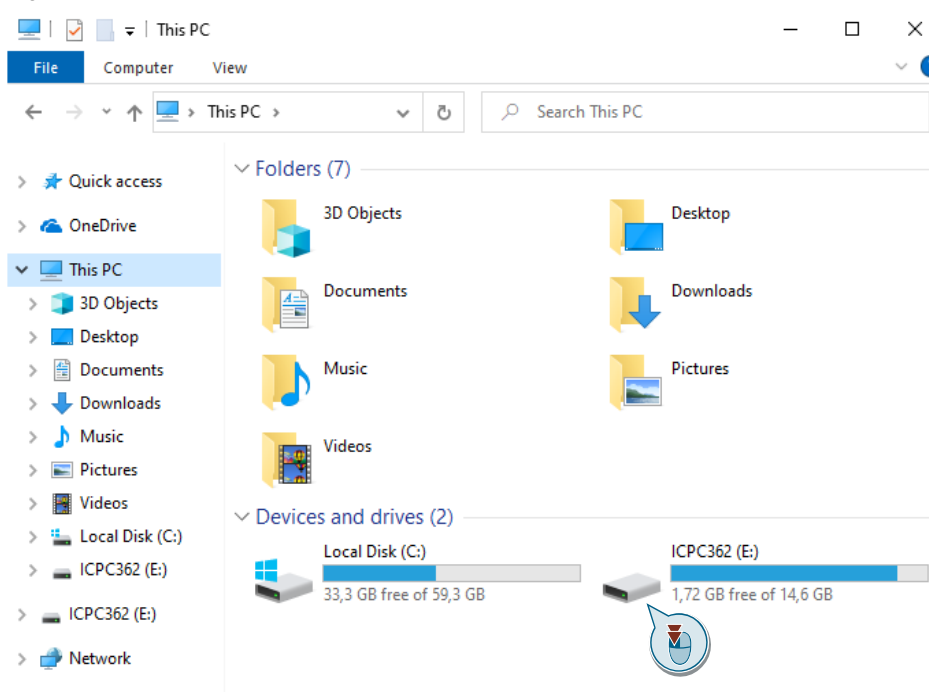 This PC
File Computer View
This PC
Search This PC
Quick access
OneDrive
This PC
3D Objects
Desktop
Documents
Downloads
Music
Pictures
Videos
Local Disk (C:)
ICPC362 (E:)
ICPC362 (E:)
Network
Folders (7)
3D Objects
Desktop
Documents
Downloads
Music
Pictures
Videos
Devices and drives (2)
Local Disk (C:)
33,3 GB free of 59,3 GB
ICPC362 (E:)
1,72 GB free of 14,6 GB